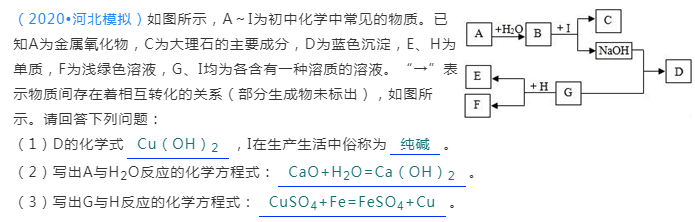 （2020•河北模拟）如图所示，A～I为初中化学中常见的物质。已
知A为金属氧化物，C为大理石的主要成分，D为蓝色沉淀，E、H为
单质，F为浅绿色溶液，G、I均为各含有一种溶质的溶液。“→”表
示物质间存在着相互转化的关系（部分生成物未标出），如图所
示。请回答下列问题：
（1）D的化学式 Cu（OH）₂ ，I在生产生活中俗称为 纯碱 。
（2）写出A与H₂O反应的化学方程式： CaO+H₂O=Ca（OH）₂ 。
（3）写出G与H反应的化学方程式： CuSO₄+Fe=FeSO₄+Cu 。
A +H₂O B +I C
NaOH
D
E +H G
F